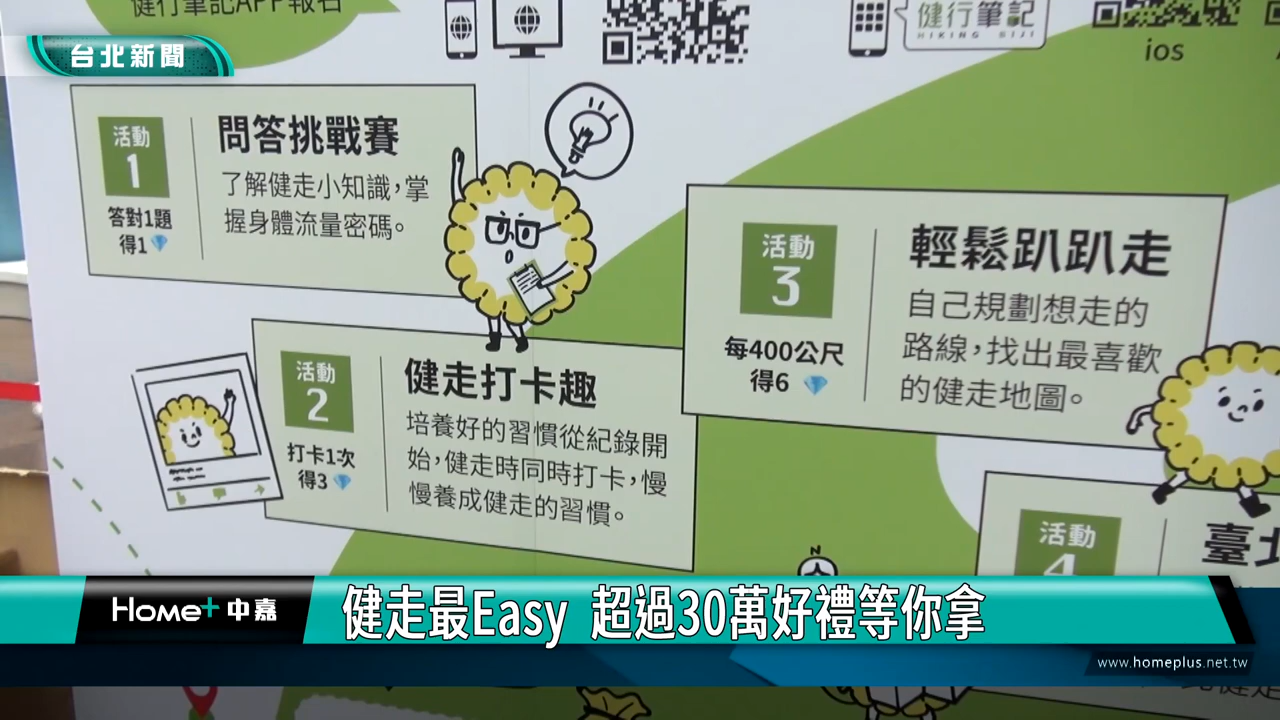 健行筆記APP報名
健行筆記
HIKING BIJI
ios
台北新聞
活動
1
答對1題
得1
問答挑戰賽
了解健走小知識,掌
握身體流量密碼。
活動
2
打卡1次
得3
健走打卡趣
培養好的習慣從紀錄開
始,健走時同時打卡,慢
慢養成健走的習慣。
活動
3
每400公尺
得6
輕鬆趴趴走
自己規劃想走的
路線,找出最喜歡
的健走地圖。
活動
4
臺北
N
Home+中嘉
健走最Easy 超過30萬好禮等你拿
www.homeplus.net.tw